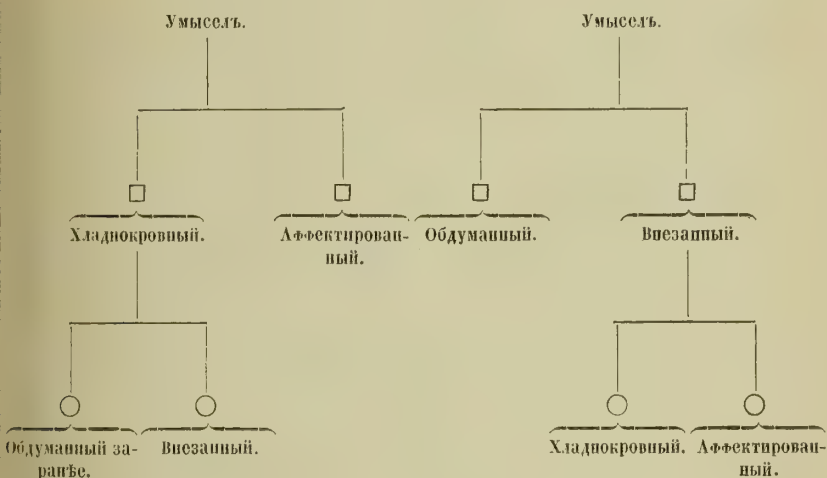 Умыселъ. Умыселъ.
Хладнокровный. Аффектирован- Обдуманный. Внезапный.
ный.
Обдуманный за- Внезапный. Хладнокровный. Аффектирован-
ранѣе. ный.